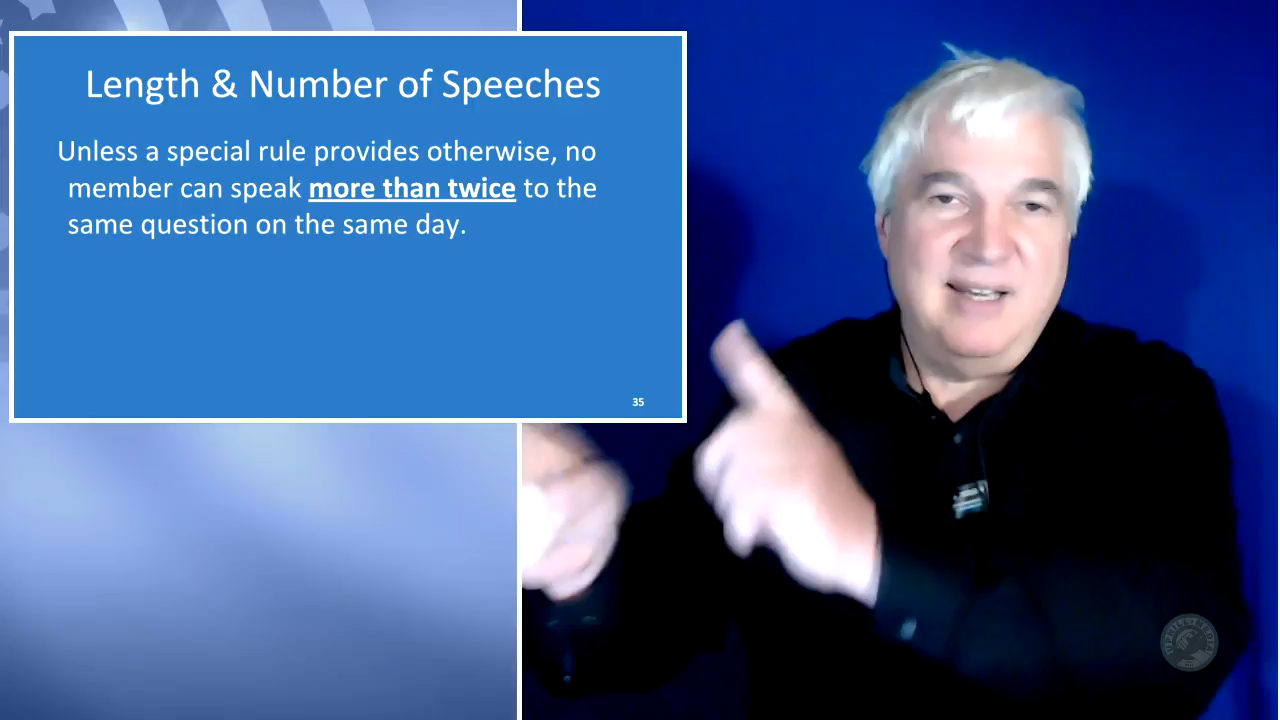 Length & Number of Speeches
Unless a special rule provides otherwise, no
member can speak more than twice to the
same question on the same day.
35